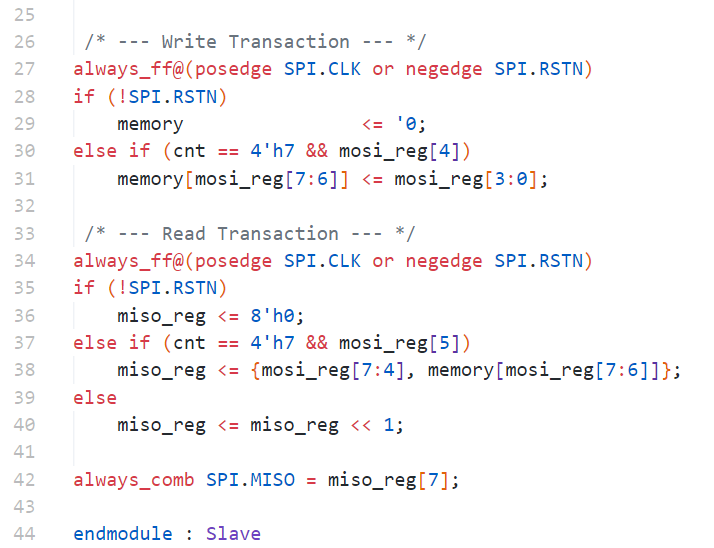 25
26 /* --- Write Transaction --- */
27 always_ff@(posedge SPI.CLK or negedge SPI.RSTN)
28 if (!SPI.RSTN)
29     memory                <= '0;
30 else if (cnt == 4'h7 && mosi_reg[4])
31     memory[mosi_reg[7:6]] <= mosi_reg[3:0];
32
33 /* --- Read Transaction --- */
34 always_ff@(posedge SPI.CLK or negedge SPI.RSTN)
35 if (!SPI.RSTN)
36     miso_reg <= 8'h0;
37 else if (cnt == 4'h7 && mosi_reg[5])
38     miso_reg <= {mosi_reg[7:4], memory[mosi_reg[7:6]]};
39 else
40     miso_reg <= miso_reg << 1;
41
42 always_comb SPI.MISO = miso_reg[7];
43
44 endmodule : Slave